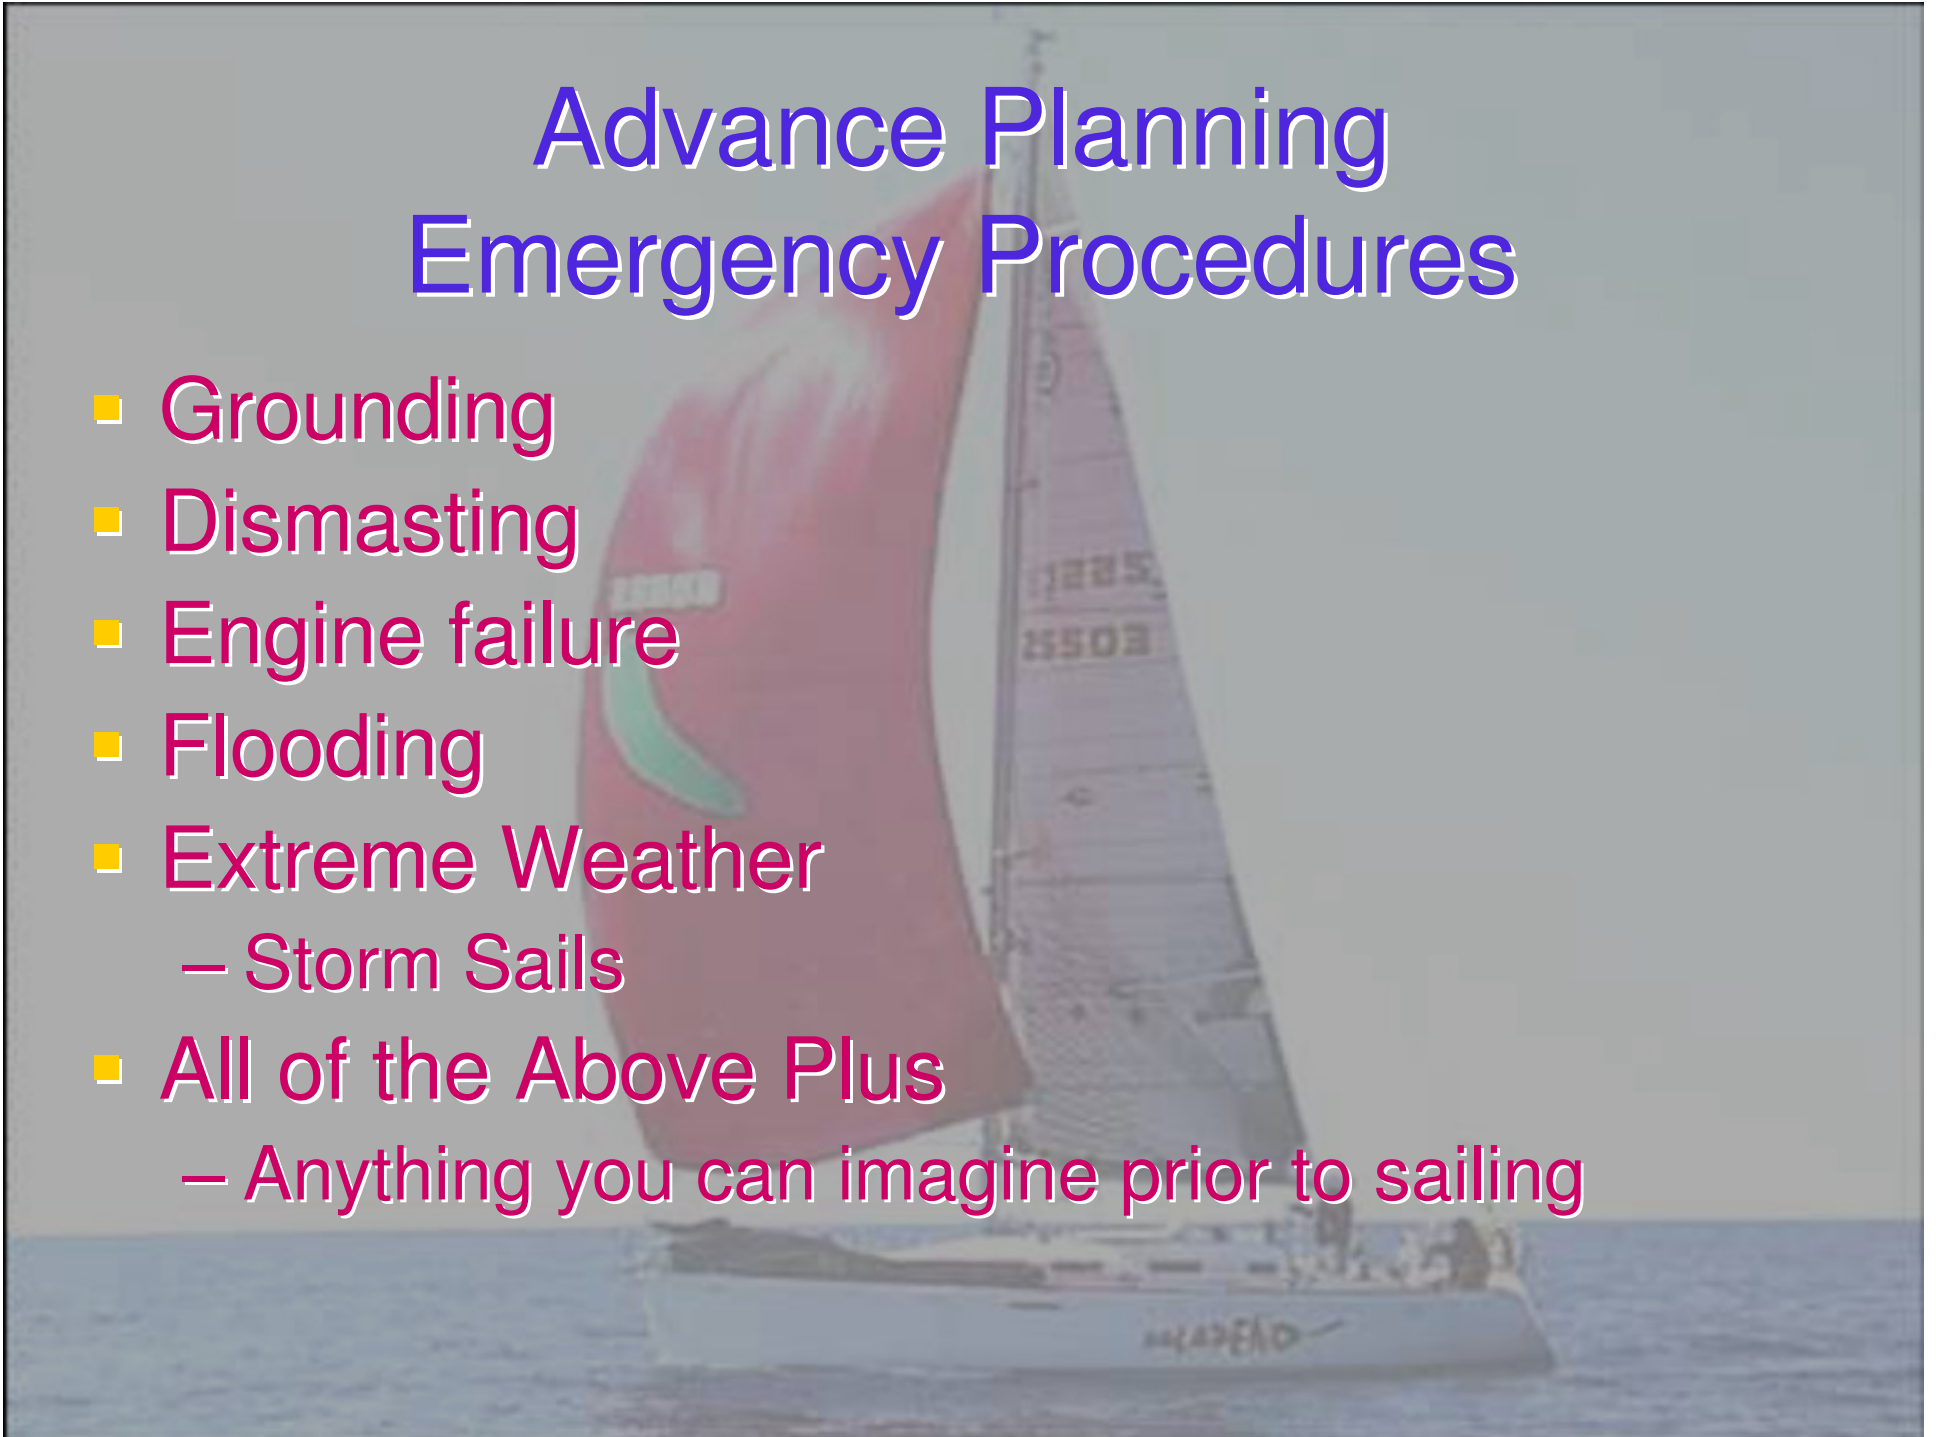 Advance Planning
Emergency Procedures
Grounding
Dismasting
Engine failure
Flooding
Extreme Weather
– Storm Sails
All of the Above Plus
– Anything you can imagine prior to sailing
25503